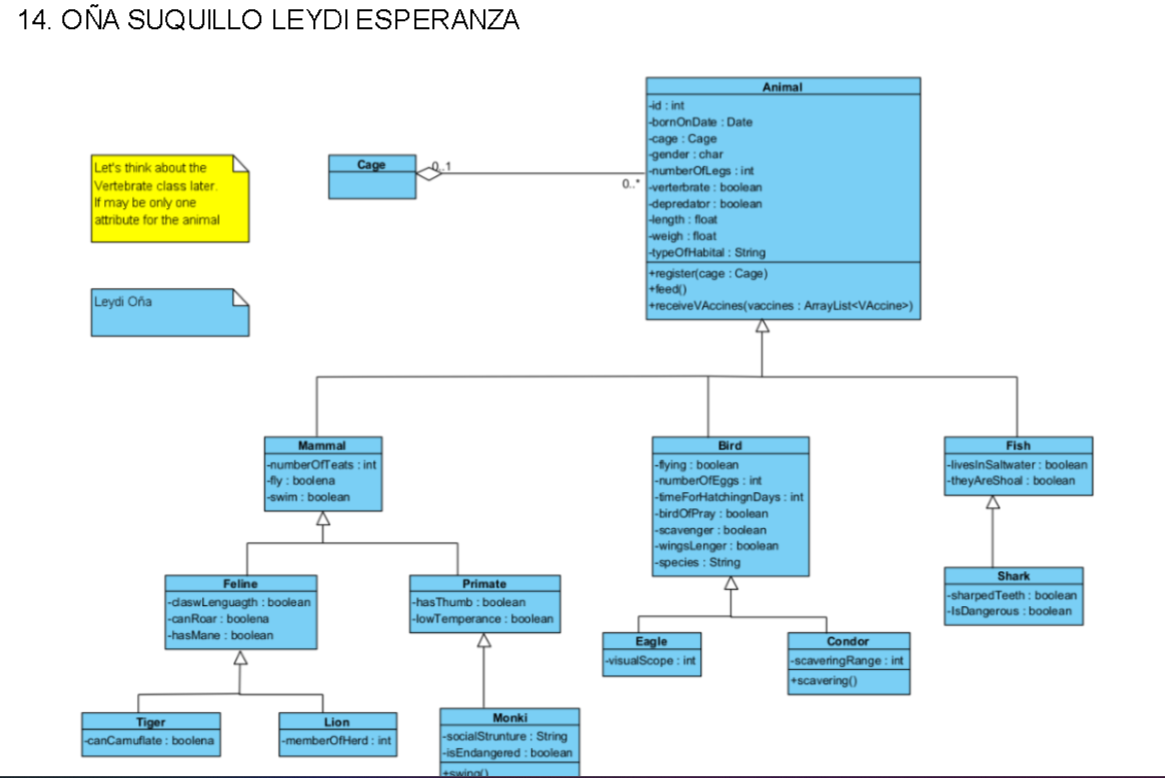 14. OÑA SUQUILLO LEYDI ESPERANZA
Animal
-id : int
-bornOnDate : Date
-cage : Cage
-gender : char
-numberOfLegs : int
-verterbrate : boolean
-depredator : boolean
-length : float
-weigh : float
-typeOfHabital : String
+register(cage : Cage)
+feed()
+receiveVAccines(vaccines : ArrayList<VAccine>)
Cage
0..1
0..*
Let's think about the
Vertebrate class later.
If may be only one
attribute for the animal
Leydi Oña
Mammal
-numberOfTeats : int
-fly : boolena
-swim : boolean
Bird
-flying : boolean
-numberOfEggs : int
-timeForHatchingnDays : int
-birdOfPray : boolean
-scavenger : boolean
-wingsLenger : boolean
-species : String
Fish
-livesInSaltwater : boolean
-theyAreShoal : boolean
Feline
-claswLenguagth : boolean
-canRoar : boolena
-hasMane : boolean
Primate
-hasThumb : boolean
-lowTemperance : boolean
Shark
-sharpedTeeth : boolean
-IsDangerous : boolean
Eagle
-visualScope : int
Condor
-scaveringRange : int
+scavering()
Tiger
-canCamuflate : boolena
Lion
-memberOfHerd : int
Monki
-socialStrunture : String
-isEndangered : boolean
+swing()